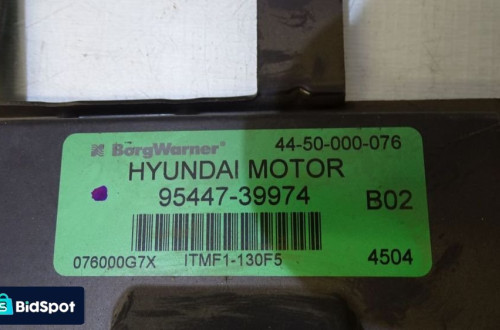 BorgWarner 44-50-000-076
HYUNDAI MOTOR
95447-39974 B02
076000G7X ITMF1-130F5 4504
BidSpot